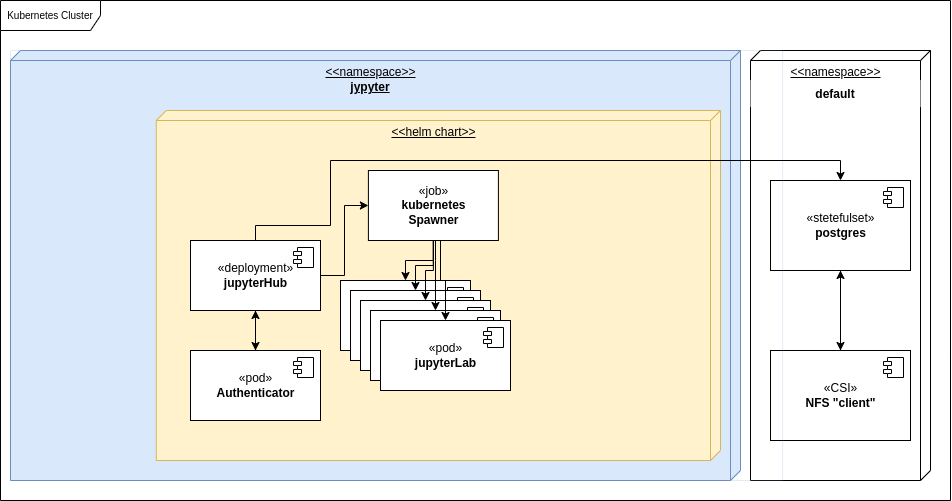 Kubernetes Cluster
<<namespace>>
jypyter
<<namespace>>
default
<<helm chart>>
«job»
kubernetes
Spawner
«deployment»
jupyterHub
«stetefulset»
postgres
«pod»
jupyterLab
«pod»
Authenticator
«CSI»
NFS "client"